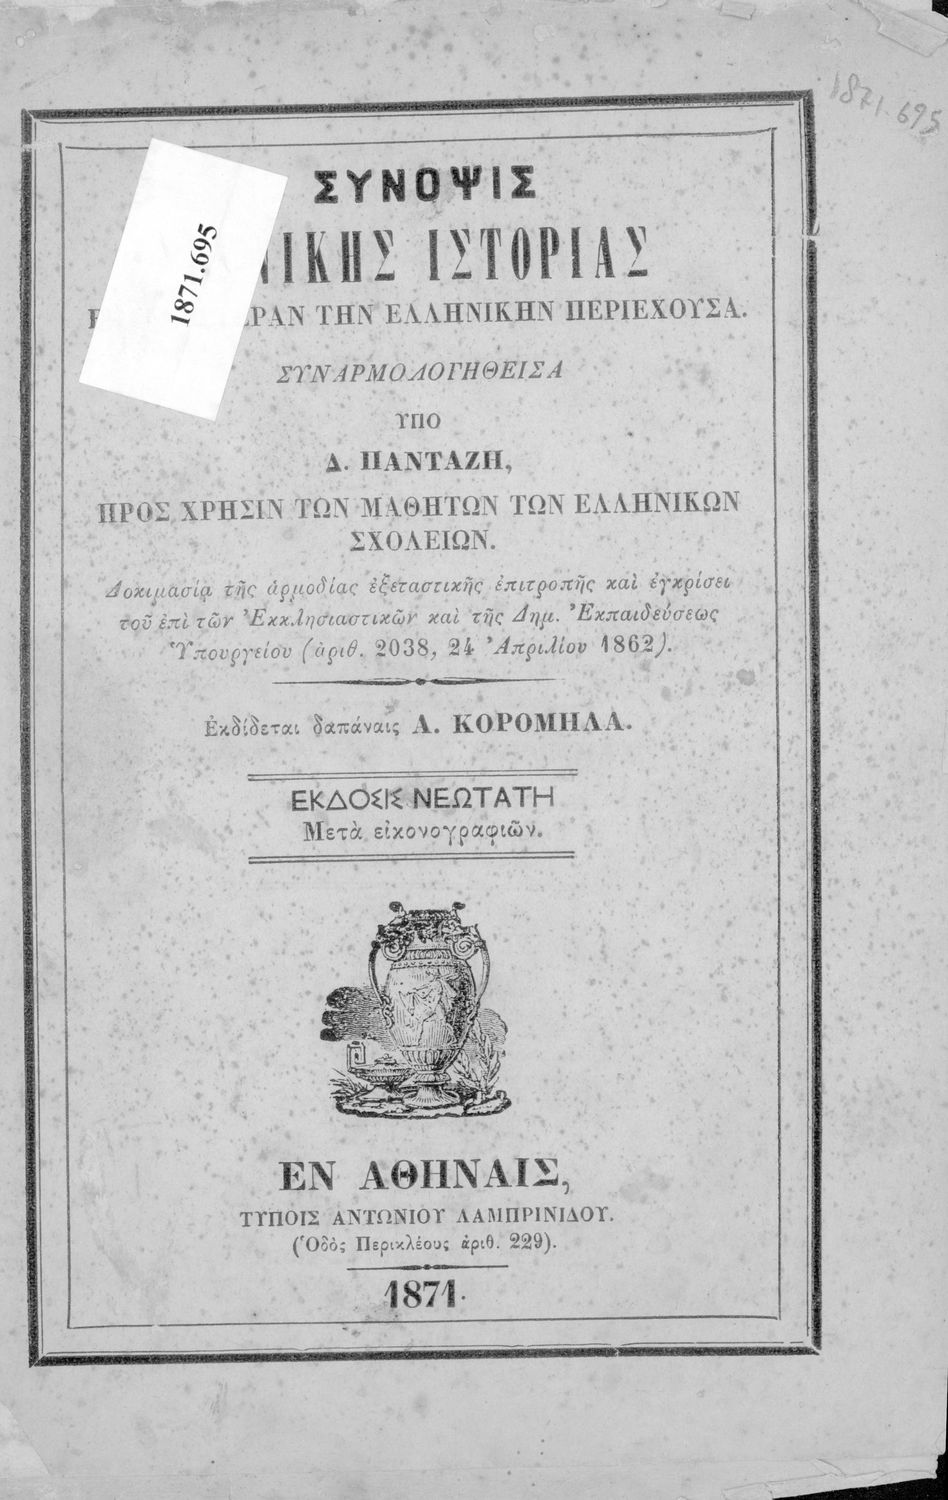 1871.695
1871.695
ΣΥΝΟΨΙΣ
ΙΣΤΟΡΙΑΣ
ΤΗΝ ΕΛΛΗΝΙΚΗΝ ΠΕΡΙΕΧΟΥΣΑ.
ΣΥΝΑΡΜΟΛΟΓΗΘΕΙΣΑ
ΥΠΟ
Δ. ΠΑΝΤΑΖΗ,
ΠΡΟΣ ΧΡΗΣΙΝ ΤΩΝ ΜΑΘΗΤΩΝ ΤΩΝ ΕΛΛΗΝΙΚΩΝ
ΣΧΟΛΕΙΩΝ.
Δοκιμασίᾳ τῆς ἁρμοδίας ἐξεταστικῆς ἐπιτροπῆς καὶ ἐγκρίσει
τοῦ ἐπὶ τῶν Ἐκκλησιαστικῶν καὶ τῆς Δημ. Ἐκπαιδεύσεως
Ὑπουργείου (ἀριθ. 2038, 24 Ἀπριλίου 1862).
Ἐκδίδεται δαπάναις Α. ΚΟΡΟΜΗΛΑ.
ΕΚΔΟΣΙΣ ΝΕΩΤΑΤΗ
Μετὰ εἰκονογραφιῶν.
ΕΝ ΑΘΗΝΑΙΣ,
ΤΥΠΟΙΣ ΑΝΤΩΝΙΟΥ ΛΑΜΠΡΙΝΙΔΟΥ.
(Ὁδὸς Περικλέους ἀριθ. 229).
1871.